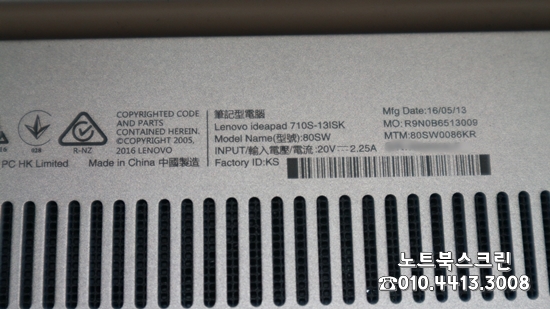 COPYRIGHTED CODE
AND PARTS
CONTAINED HEREIN.
©COPYRIGHT 2005,
2016 LENOVO
R-NZ
PC HK Limited
Made in China 中國製造
筆記型電腦
Lenovo ideapad 710S-13ISK
Model Name(型號):80SW
INPUT/輸入電壓/電流:20V⎓2.25A
Factory ID:KS
Mfg Date:16/05/13
MO: R9N0B6513009
MTM:80SW0086KR
노트북스크린
☎010.4413.3008